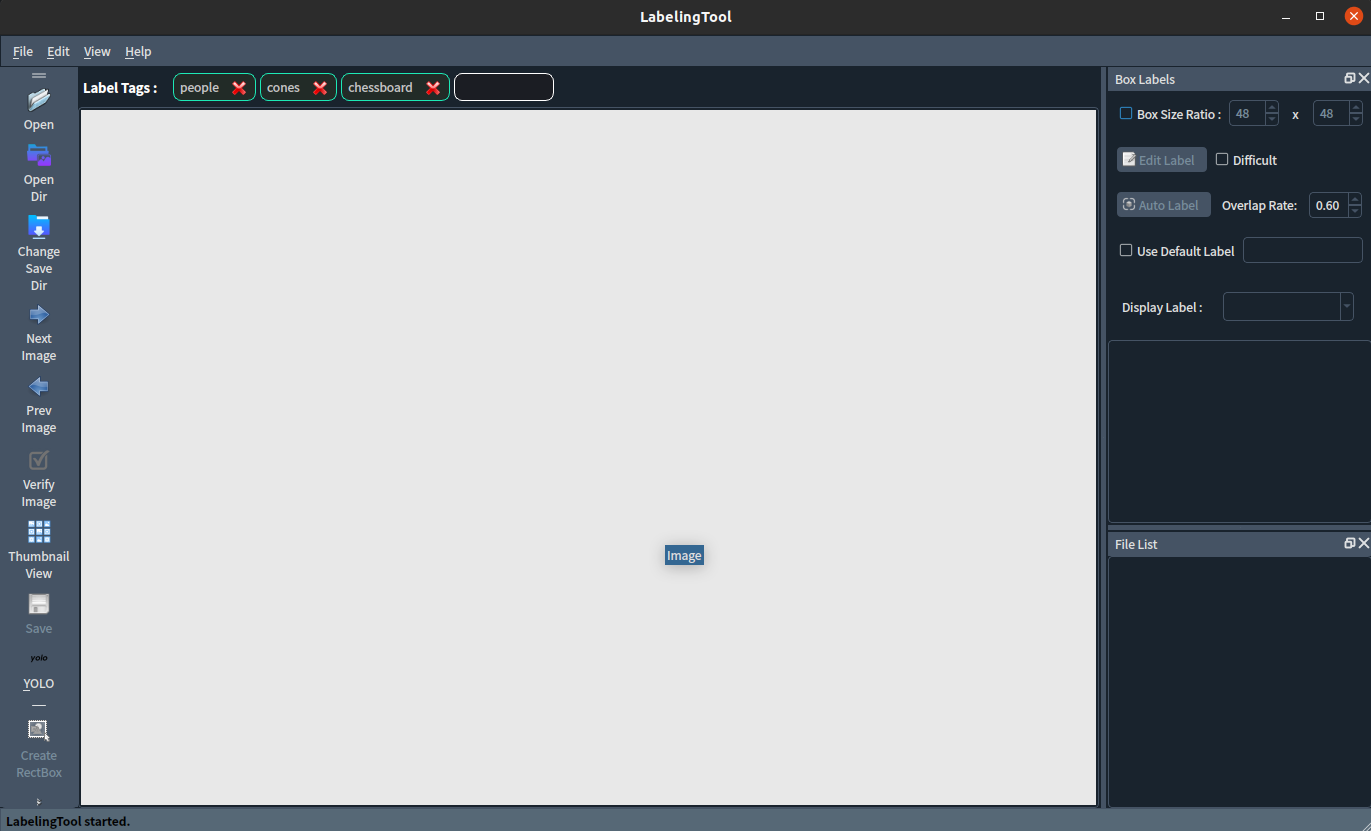 LabelingTool
File Edit View Help
Label Tags : people cones chessboard
Open
Open
Dir
Change
Save
Dir
Next
Image
Prev
Image
Verify
Image
Thumbnail
View
Save
yolo
YOLO
Create
RectBox
Image
Box Labels
Box Size Ratio : 48 x 48
Edit Label Difficult
Auto Label Overlap Rate: 0.60
Use Default Label
Display Label :
File List
LabelingTool started.